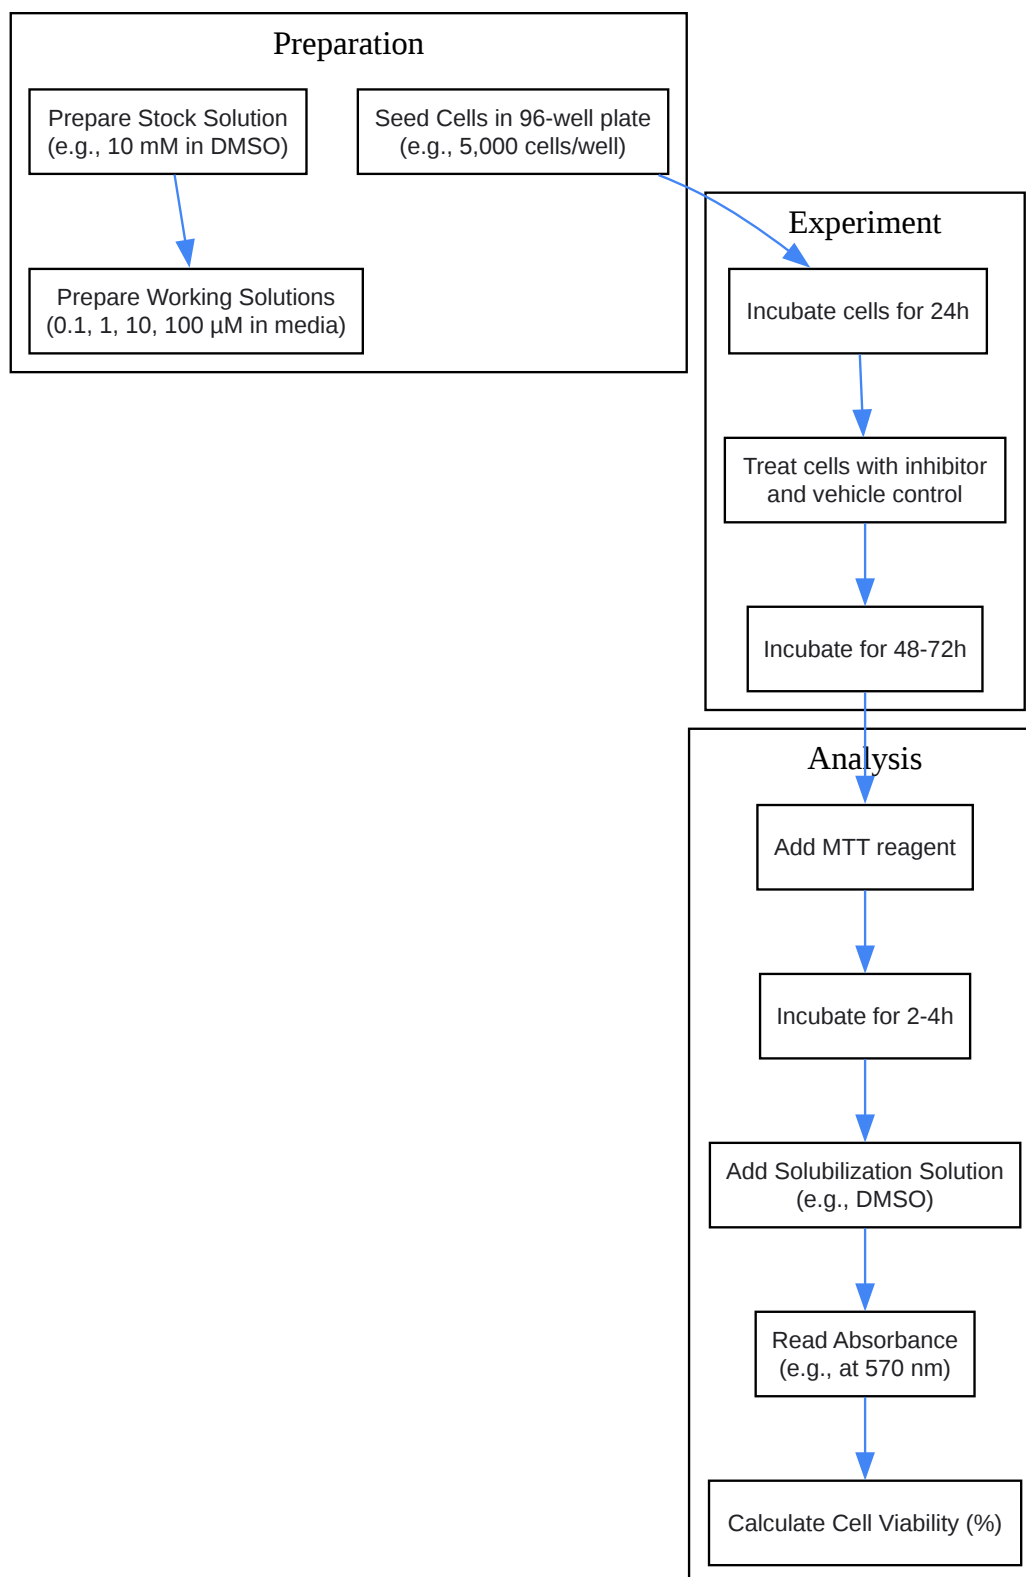 Preparation
Prepare Stock Solution
(e.g., 10 mM in DMSO)
Seed Cells in 96-well plate
(e.g., 5,000 cells/well)
Prepare Working Solutions
(0.1, 1, 10, 100 µM in media)
Experiment
Incubate cells for 24h
Treat cells with inhibitor
and vehicle control
Incubate for 48-72h
Analysis
Add MTT reagent
Incubate for 2-4h
Add Solubilization Solution
(e.g., DMSO)
Read Absorbance
(e.g., at 570 nm)
Calculate Cell Viability (%)